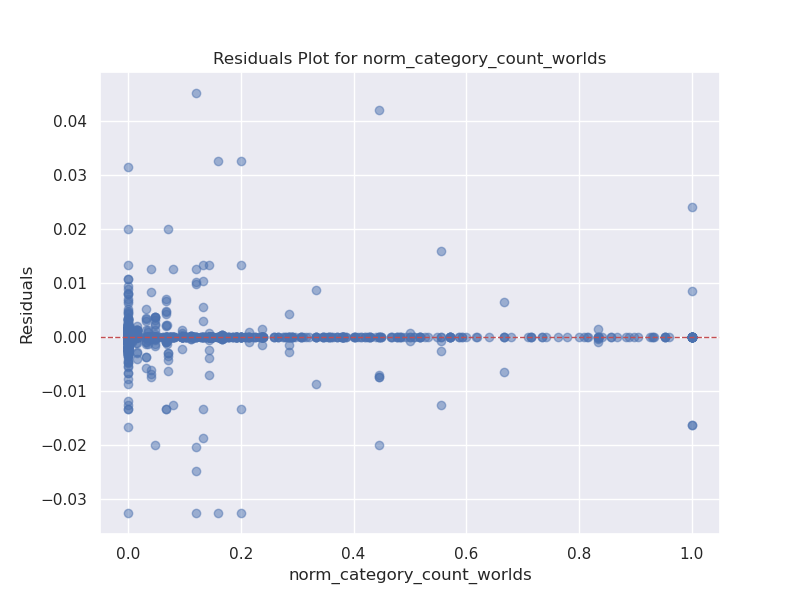 Residuals Plot for norm_category_count_worlds
0.04
0.03
0.02
0.01
0.00
−0.01
−0.02
−0.03
Residuals
0.0 0.2 0.4 0.6 0.8 1.0
norm_category_count_worlds